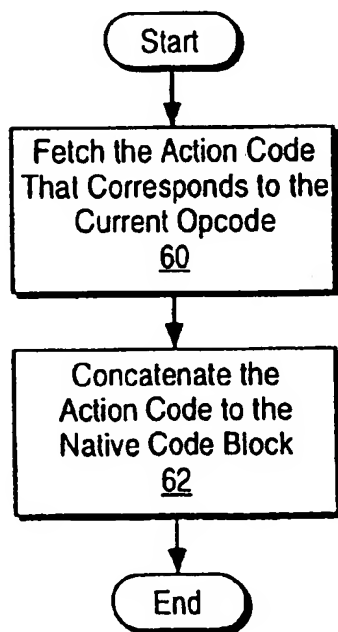 Start
Fetch the Action Code
That Corresponds to the
Current Opcode
60
Concatenate the
Action Code to the
Native Code Block
62
End